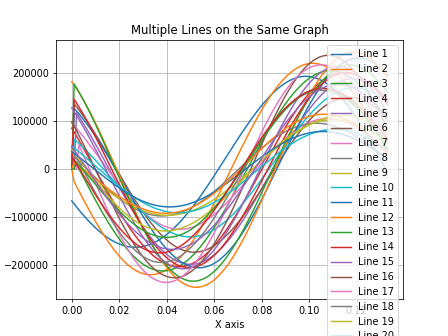 Multiple Lines on the Same Graph
200000
100000
0
−100000
−200000
0.00
0.02
0.04
0.06
0.08
0.10
X axis
Line 1
Line 2
Line 3
Line 4
Line 5
Line 6
Line 7
Line 8
Line 9
Line 10
Line 11
Line 12
Line 13
Line 14
Line 15
Line 16
Line 17
Line 18
Line 19
Line 20